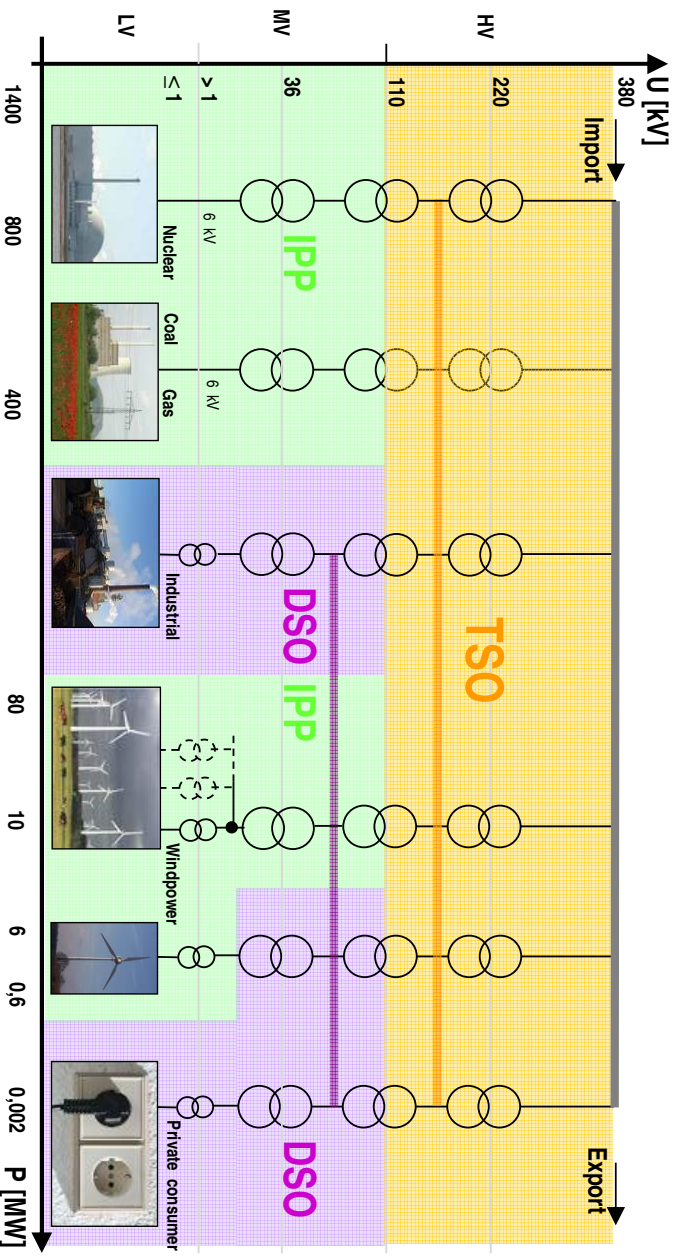 U [kV]
380
220
110
36
> 1
≤ 1
HV
MV
LV
Import
Export
TSO
IPP
DSO
IPP
DSO
6 kV
6 kV
Nuclear
Coal
Gas
Industrial
Windpower
Private consumer
1400
800
400
80
10
6
0,6
0,002
P [MW]